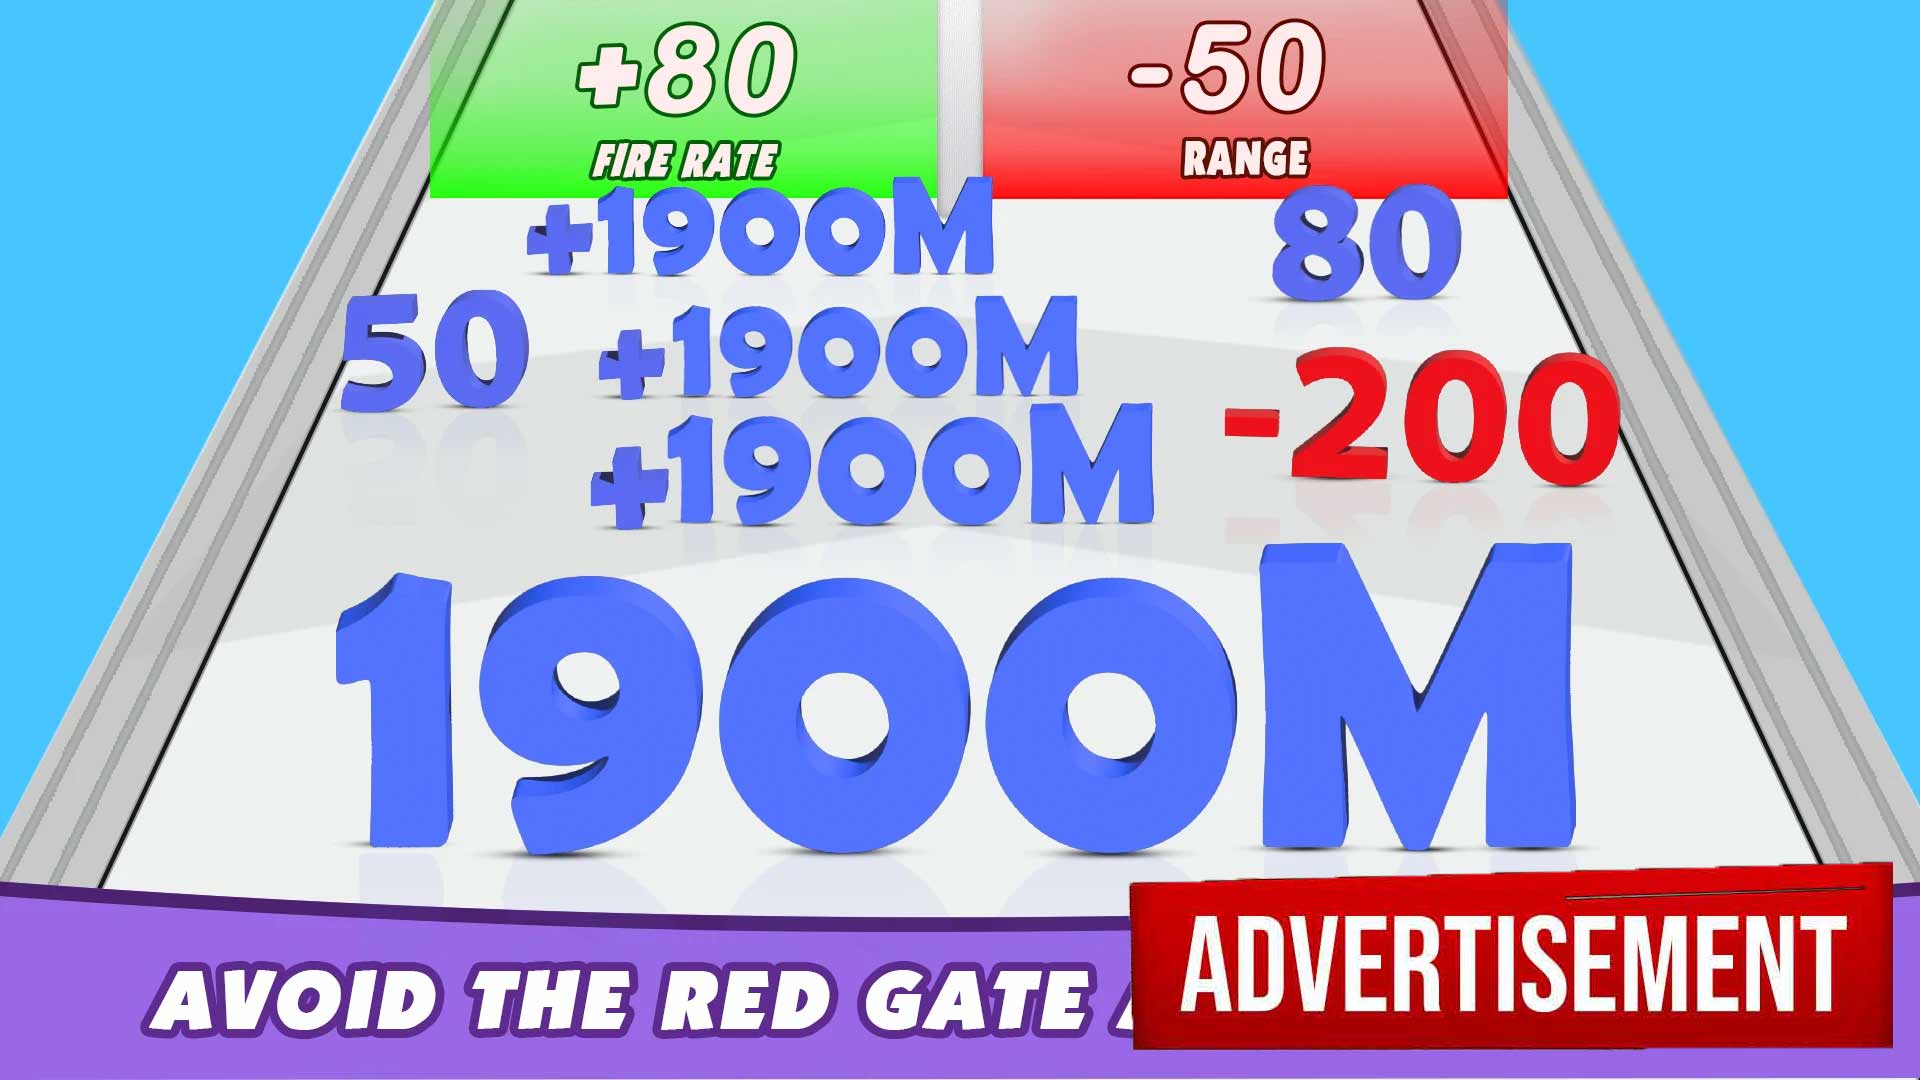 +80
FIRE RATE
-50
RANGE
+1900M
80
50
+1900M
-200
+1900M
1900M
AVOID THE RED GATE
ADVERTISEMENT